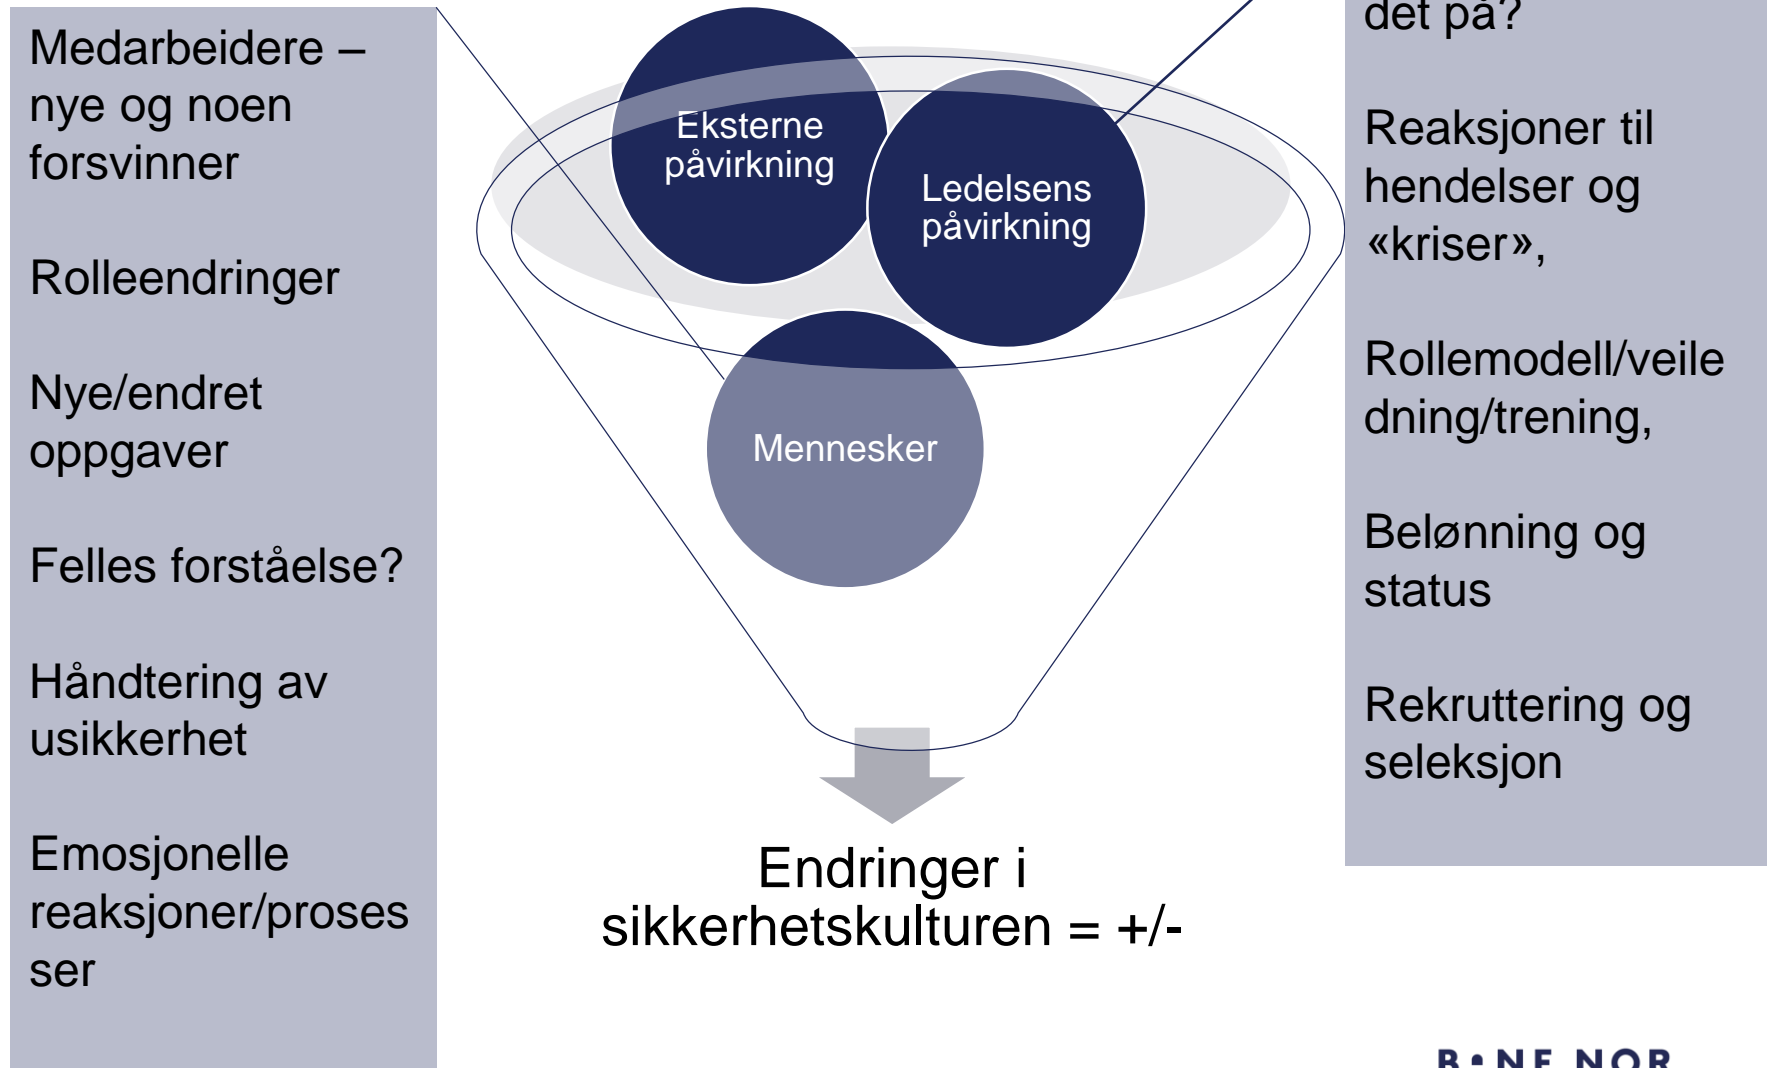 Medarbeidere –
nye og noen
forsvinner
Rolleendringer
Nye/endret
oppgaver
Felles forståelse?
Håndtering av
usikkerhet
Emosjonelle
reaksjoner/proses
ser
Eksterne
påvirkning
Ledelsens
påvirkning
Mennesker
Endringer i
sikkerhetskulturen = +/-
det på?
Reaksjoner til
hendelser og
«kriser»,
Rollemodell/veile
dning/trening,
Belønning og
status
Rekruttering og
seleksjon
BANE NOR